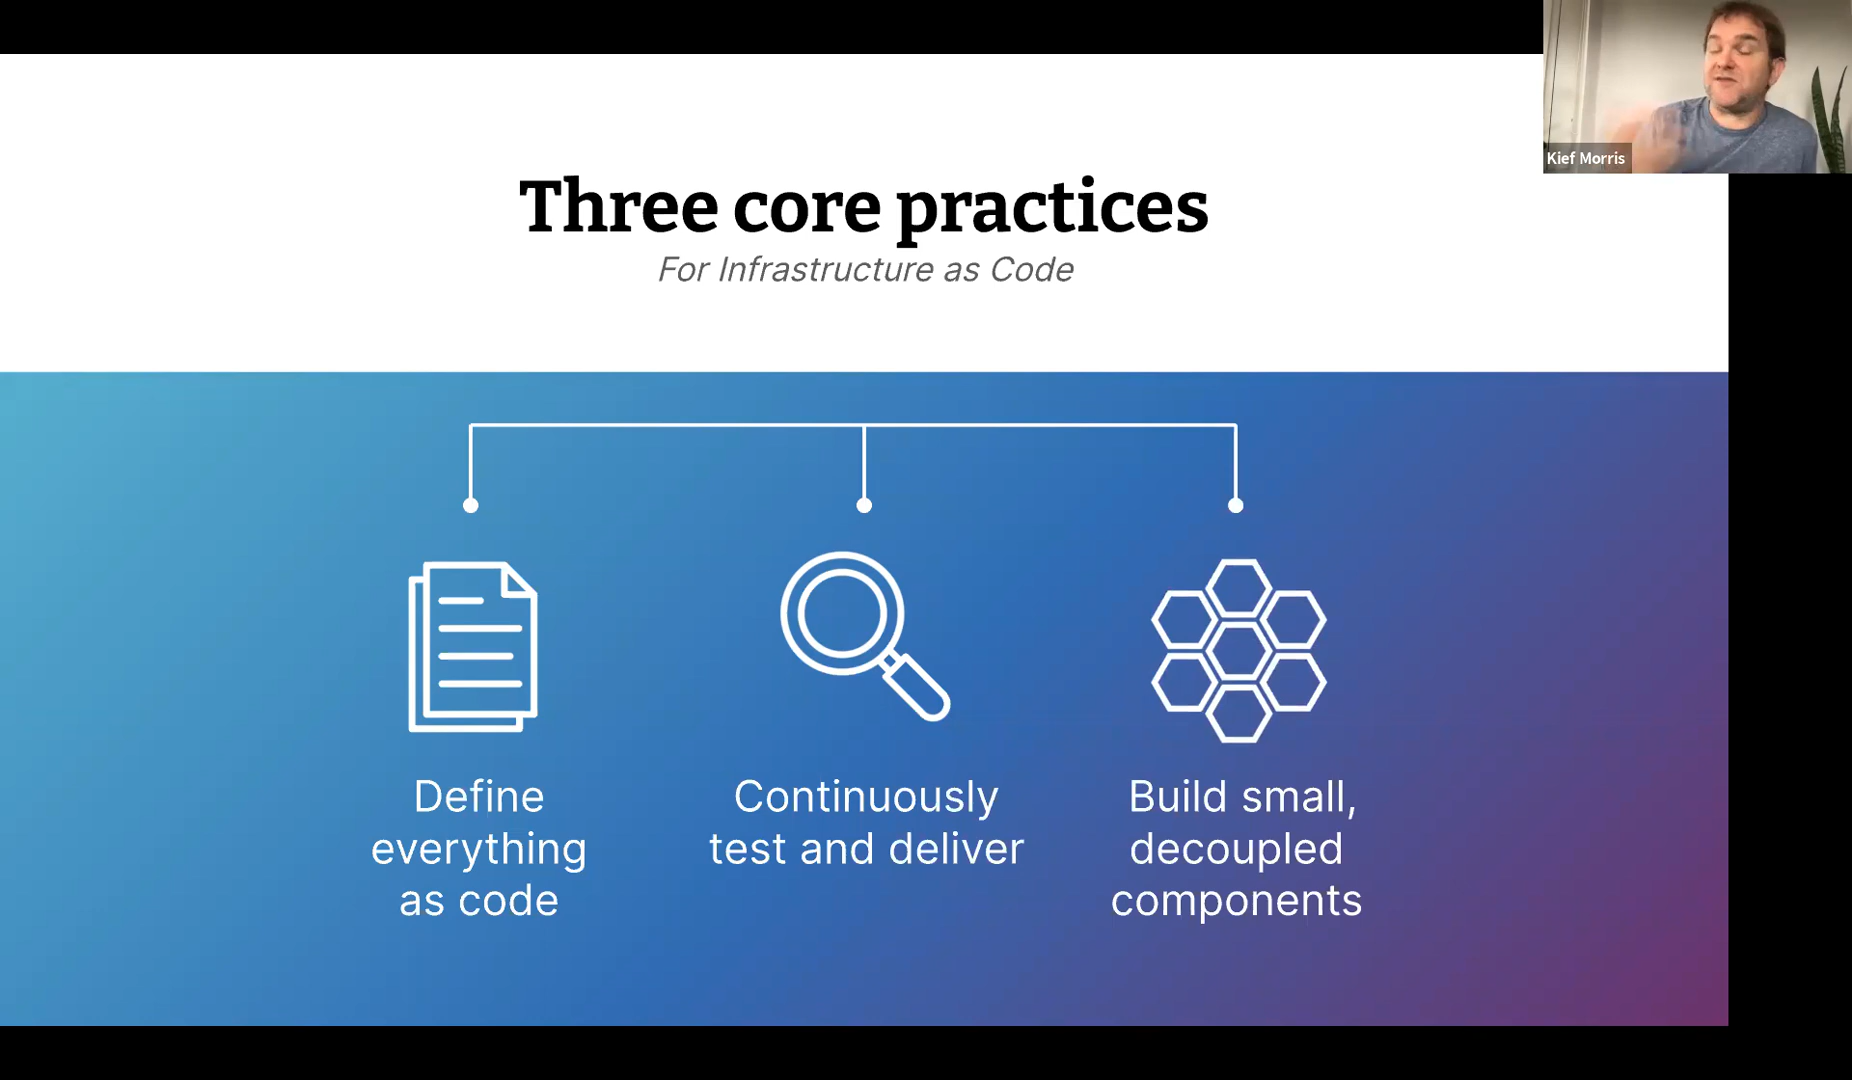 Three core practices
For Infrastructure as Code
Kief Morris
Define
everything
as code
Continuously
test and deliver
Build small,
decoupled
components